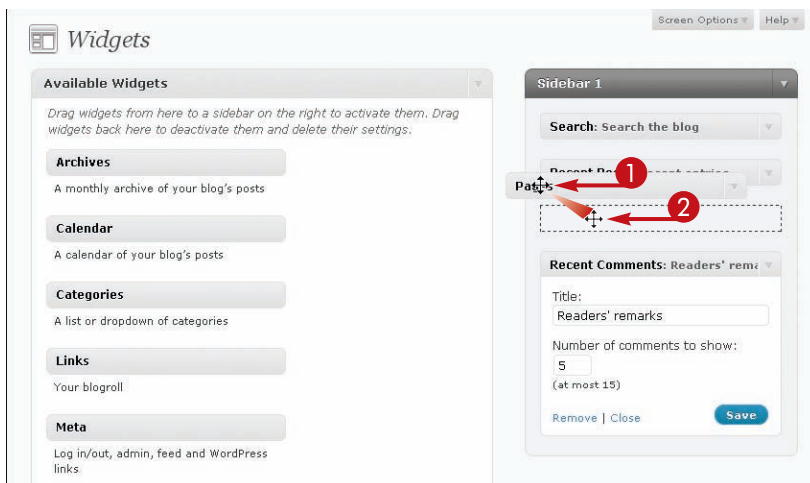 Screen Options Help
Widgets
Available Widgets
Drag widgets from here to a sidebar on the right to activate them. Drag
widgets back here to deactivate them and delete their settings.
Archives
A monthly archive of your blog's posts
Calendar
A calendar of your blog's posts
Categories
A list or dropdown of categories
Links
Your blogroll
Meta
Log in/out, admin, feed and WordPress
links
Sidebar 1
Search: Search the blog
Recent
1
2
Recent Comments: Readers' rema
Title:
Readers' remarks
Number of comments to show:
5
(at most 15)
Remove | Close
Save